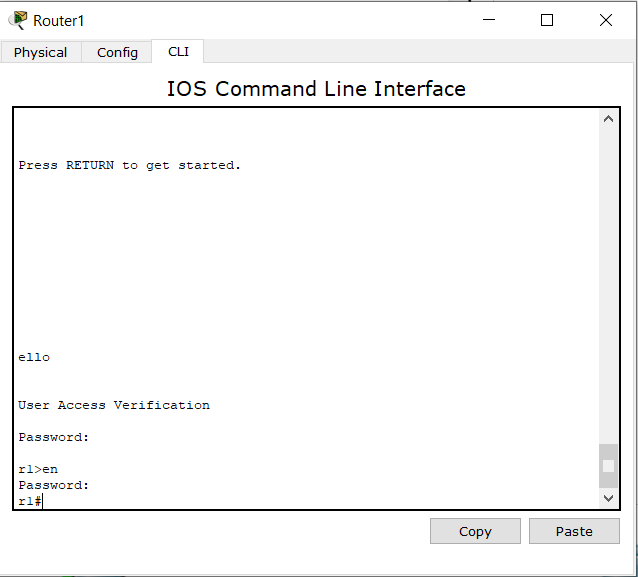 Router1
Physical Config CLI
IOS Command Line Interface
Press RETURN to get started.
ello
User Access Verification
Password:
r1>en
Password:
r1#
Copy Paste